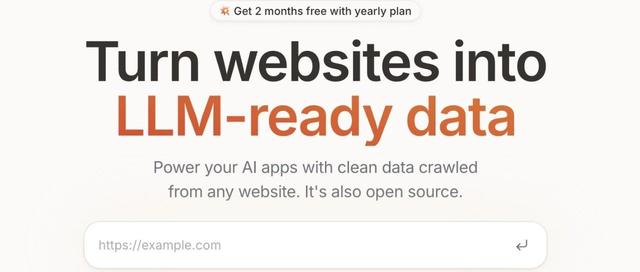 💥 Get 2 months free with yearly plan
Turn websites into
LLM-ready data
Power your AI apps with clean data crawled
from any website. It's also open source.
https://example.com